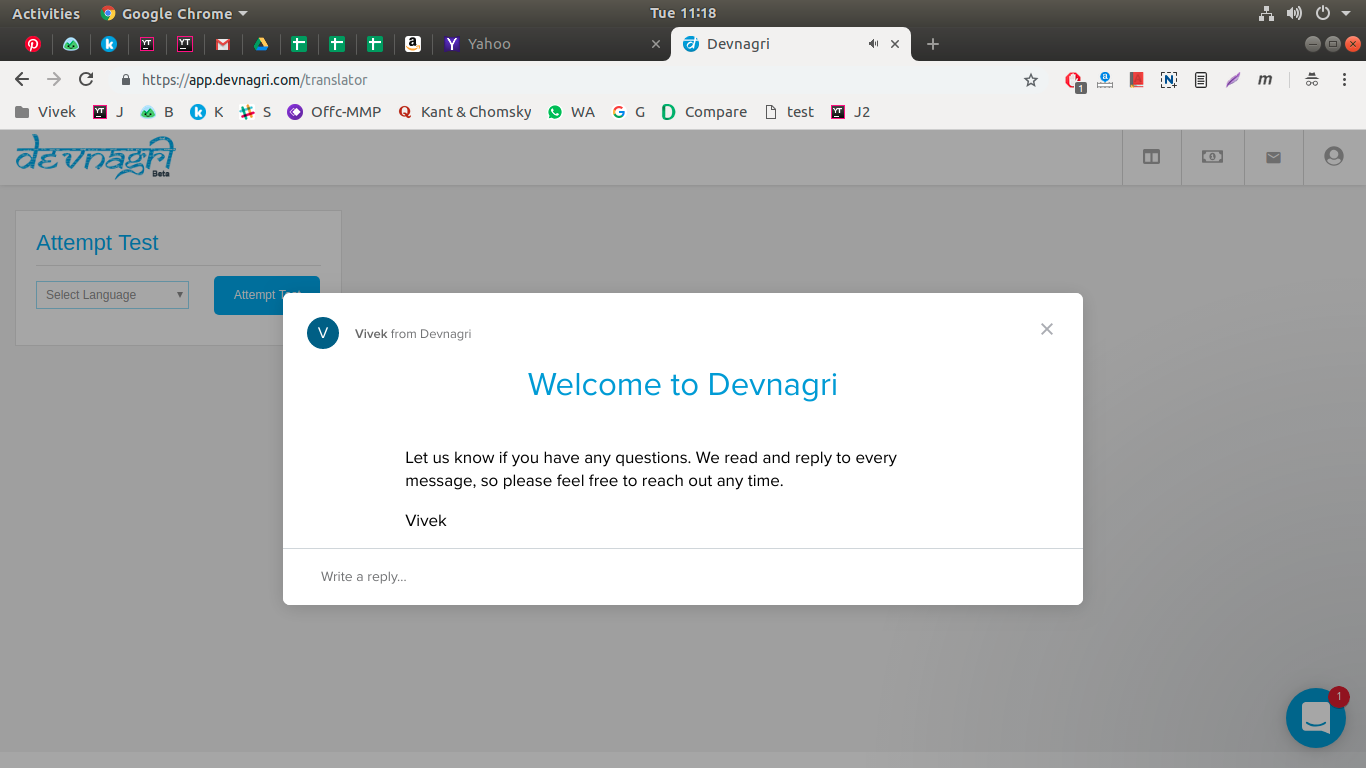 Activities Google Chrome Tue 11:18
Yahoo Devnagri
https://app.devnagri.com/translator
1
Vivek J B K S Offc-MMP Kant & Chomsky WA G Compare test J2
devnagri
Beta
Attempt Test
Select Language Attempt Test
V Vivek from Devnagri
Welcome to Devnagri
Let us know if you have any questions. We read and reply to every
message, so please feel free to reach out any time.
Vivek
Write a reply...
1